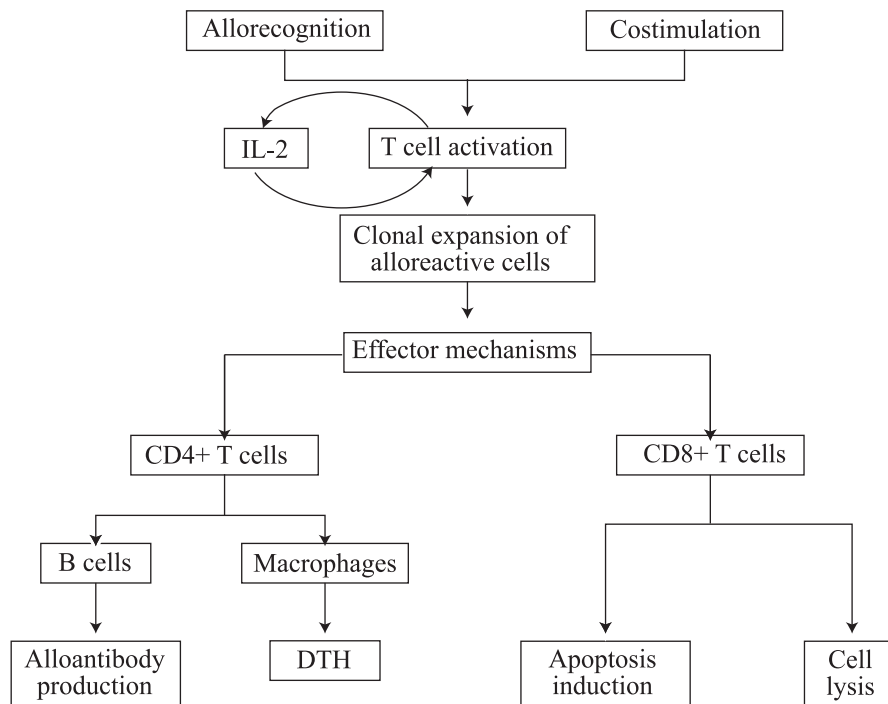 Allorecognition
Costimulation
IL-2
T cell activation
Clonal expansion of
alloreactive cells
Effector mechanisms
CD4+ T cells
CD8+ T cells
B cells
Macrophages
Alloantibody
production
DTH
Apoptosis
induction
Cell
lysis